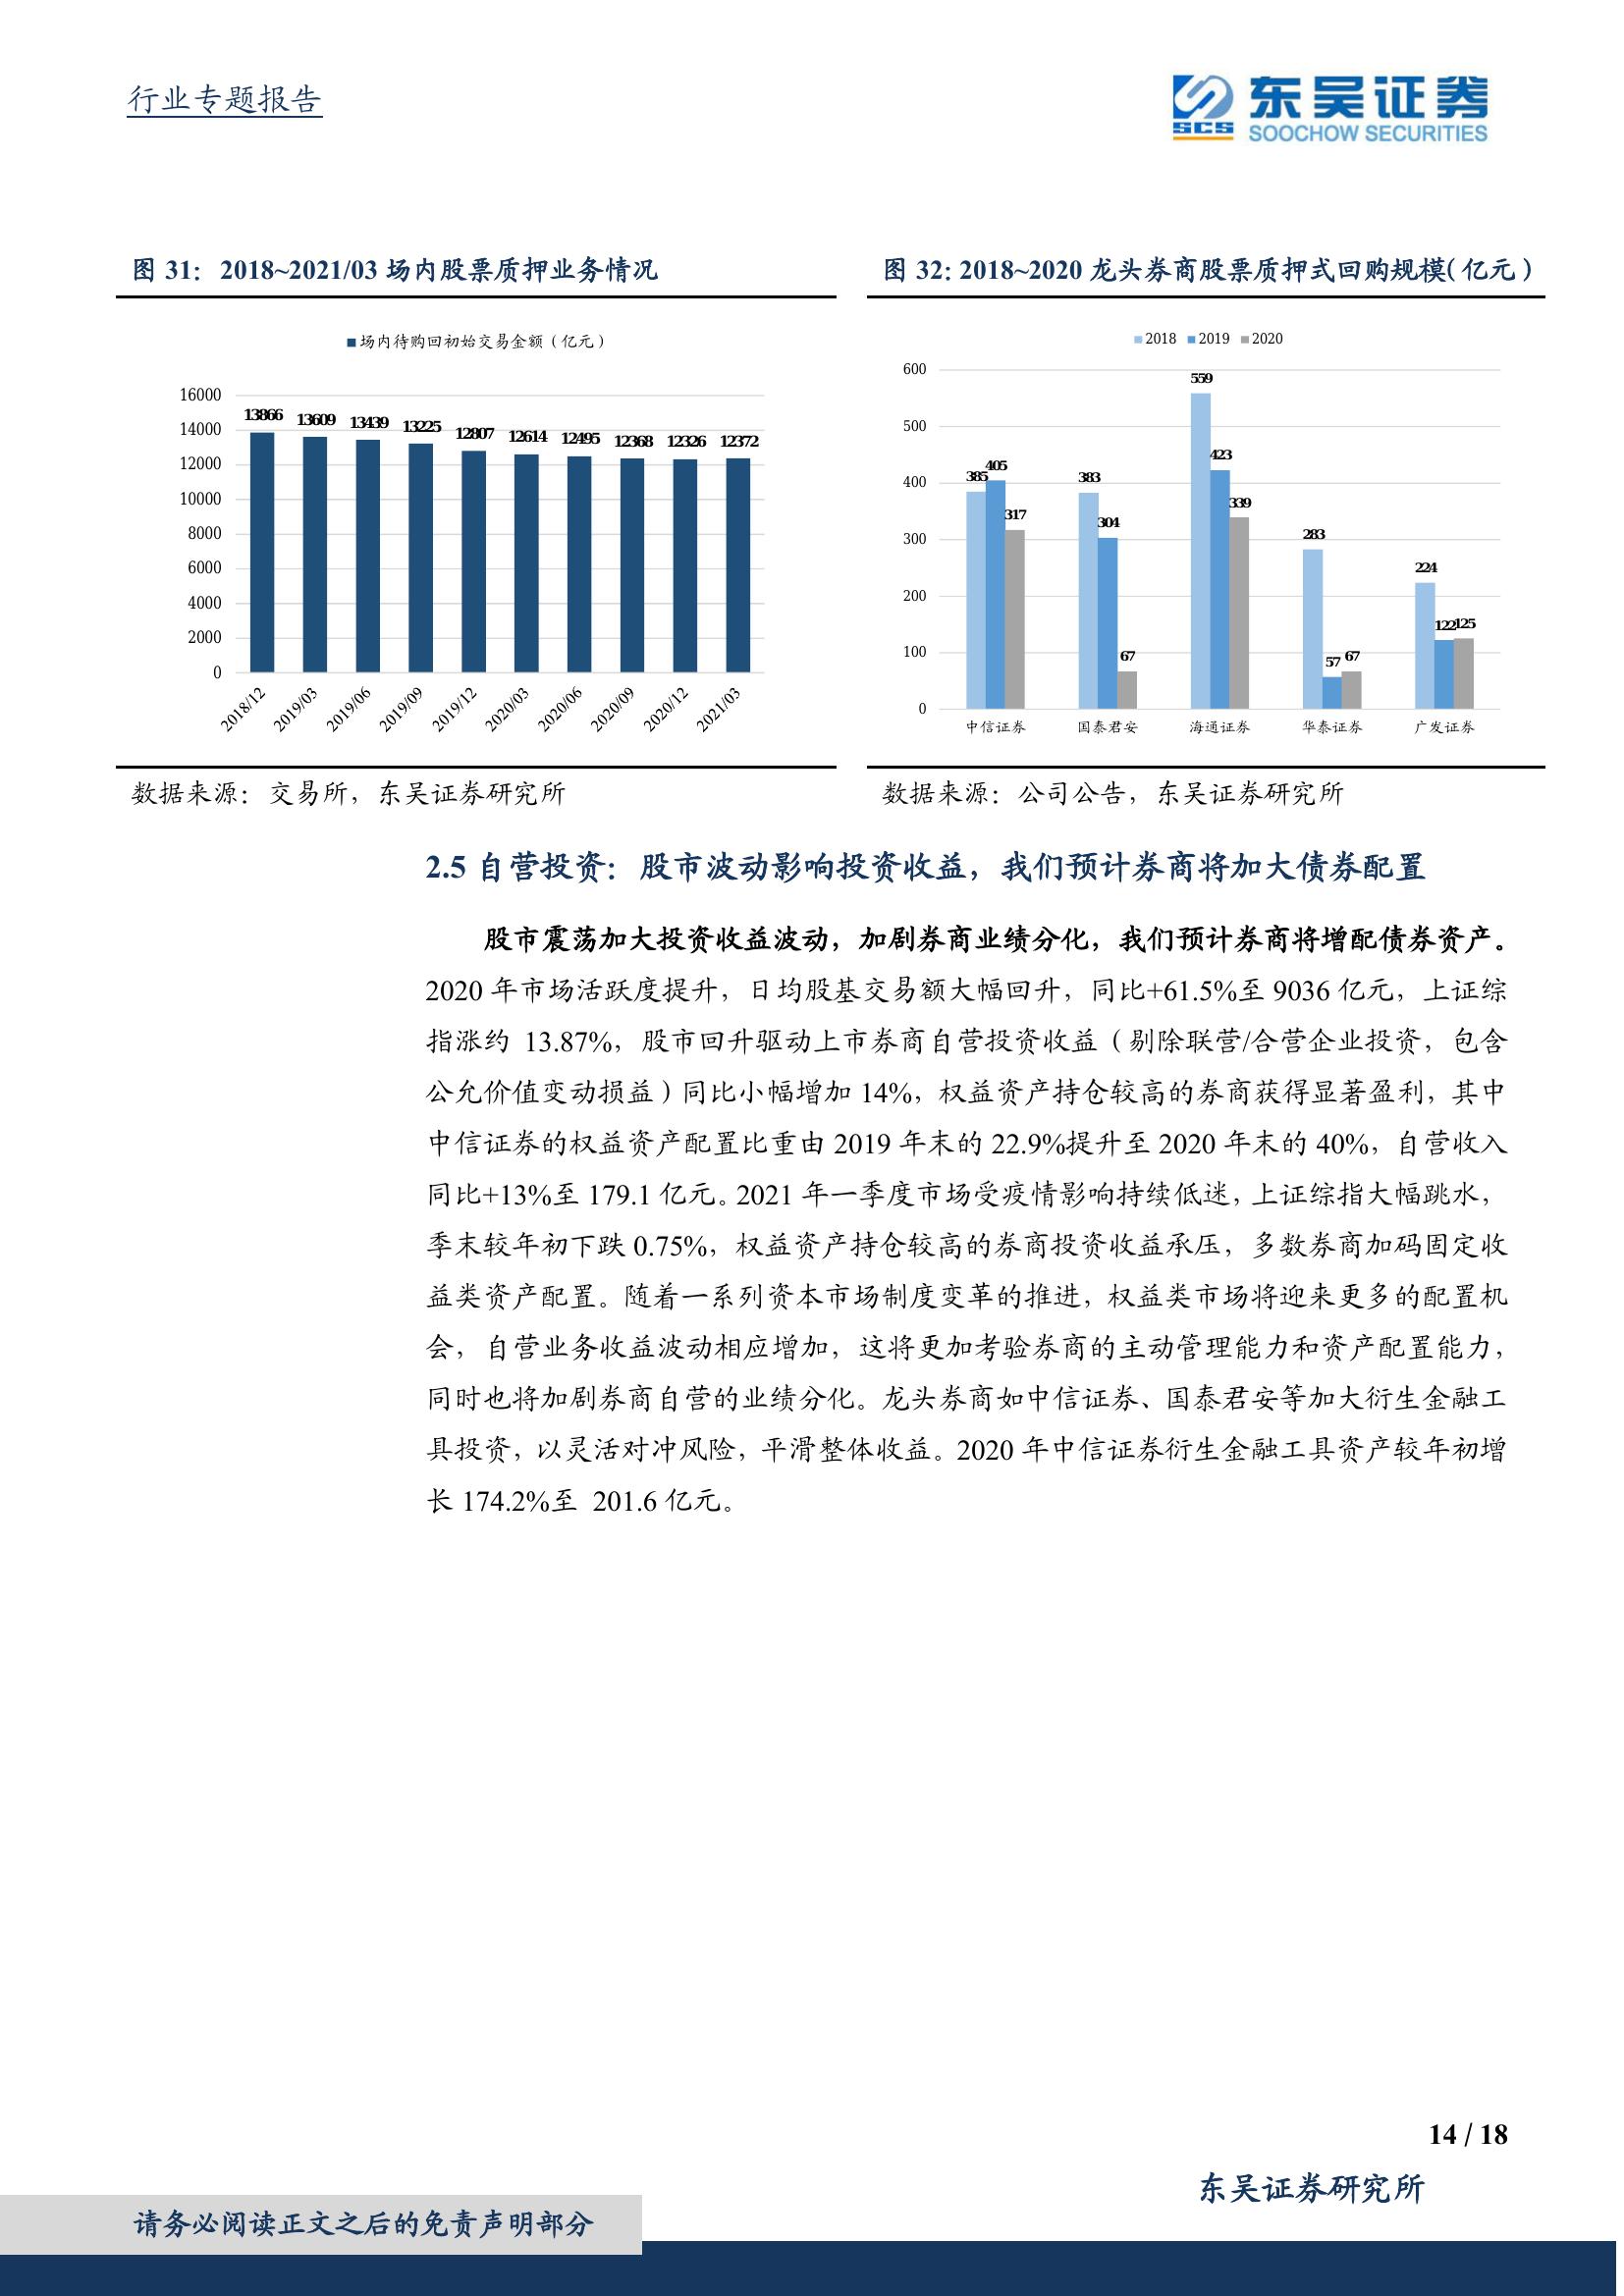 行业专题报告
SCS
东吴证券
SOOCHOW SECURITIES
图 31：2018~2021/03 场内股票质押业务情况
场内待购回初始交易金额（亿元）
16000
14000
12000
10000
8000
6000
4000
2000
0
13866 13609 13439 13225 12807 12614 12495 12368 12326 12372
2018/12 2019/03 2019/06 2019/09 2019/12 2020/03 2020/06 2020/09 2020/12 2021/03
数据来源：交易所，东吴证券研究所
图 32：2018~2020 龙头券商股票质押式回购规模（亿元）
2018 2019 2020
600
500
400
300
200
100
0
385 405 317
383 304 67
559 423 339
283 57 67
224 122 125
中信证券 国泰君安 海通证券 华泰证券 广发证券
数据来源：公司公告，东吴证券研究所
2.5 自营投资：股市波动影响投资收益，我们预计券商将加大债券配置
股市震荡加大投资收益波动，加剧券商业绩分化，我们预计券商将增配债券资产。
2020 年市场活跃度提升，日均股基交易额大幅回升，同比+61.5%至 9036 亿元，上证综
指涨约 13.87%，股市回升驱动上市券商自营投资收益（剔除联营/合营企业投资，包含
公允价值变动损益）同比小幅增加 14%，权益资产持仓较高的券商获得显著盈利，其中
中信证券的权益资产配置比重由 2019 年末的 22.9%提升至 2020 年末的 40%，自营收入
同比+13%至 179.1 亿元。2021 年一季度市场受疫情影响持续低迷，上证综指大幅跳水，
季末较年初下跌 0.75%，权益资产持仓较高的券商投资收益承压，多数券商加码固定收
益类资产配置。随着一系列资本市场制度变革的推进，权益类市场将迎来更多的配置机
会，自营业务收益波动相应增加，这将更加考验券商的主动管理能力和资产配置能力，
同时也将加剧券商自营的业绩分化。龙头券商如中信证券、国泰君安等加大衍生金融工
具投资，以灵活对冲风险，平滑整体收益。2020 年中信证券衍生金融工具资产较年初增
长 174.2%至 201.6 亿元。
14 / 18
东吴证券研究所
请务必阅读正文之后的免责声明部分